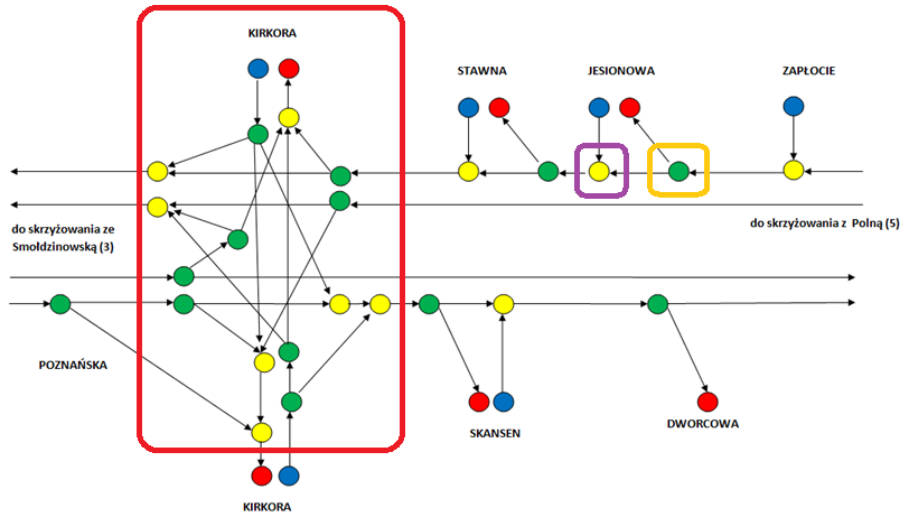 KIRKORA
STAWNA
JESIONOWA
ZAPŁOCIE
do skrzyżowania ze
Smołdzinowską (3)
do skrzyżowania z Polną (5)
POZNAŃSKA
SKANSEN
DWORCOWA
KIRKORA